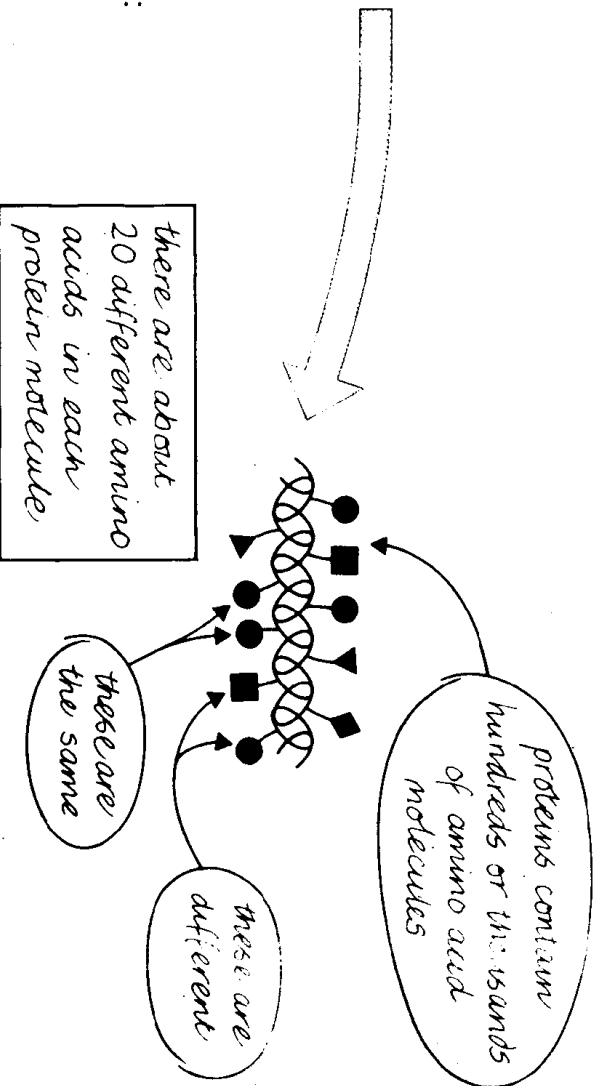 proteins contain
hundreds or thousands
of amino acid
molecules
there are about
20 different amino
acids in each
protein molecule
these are
the same
these are
different